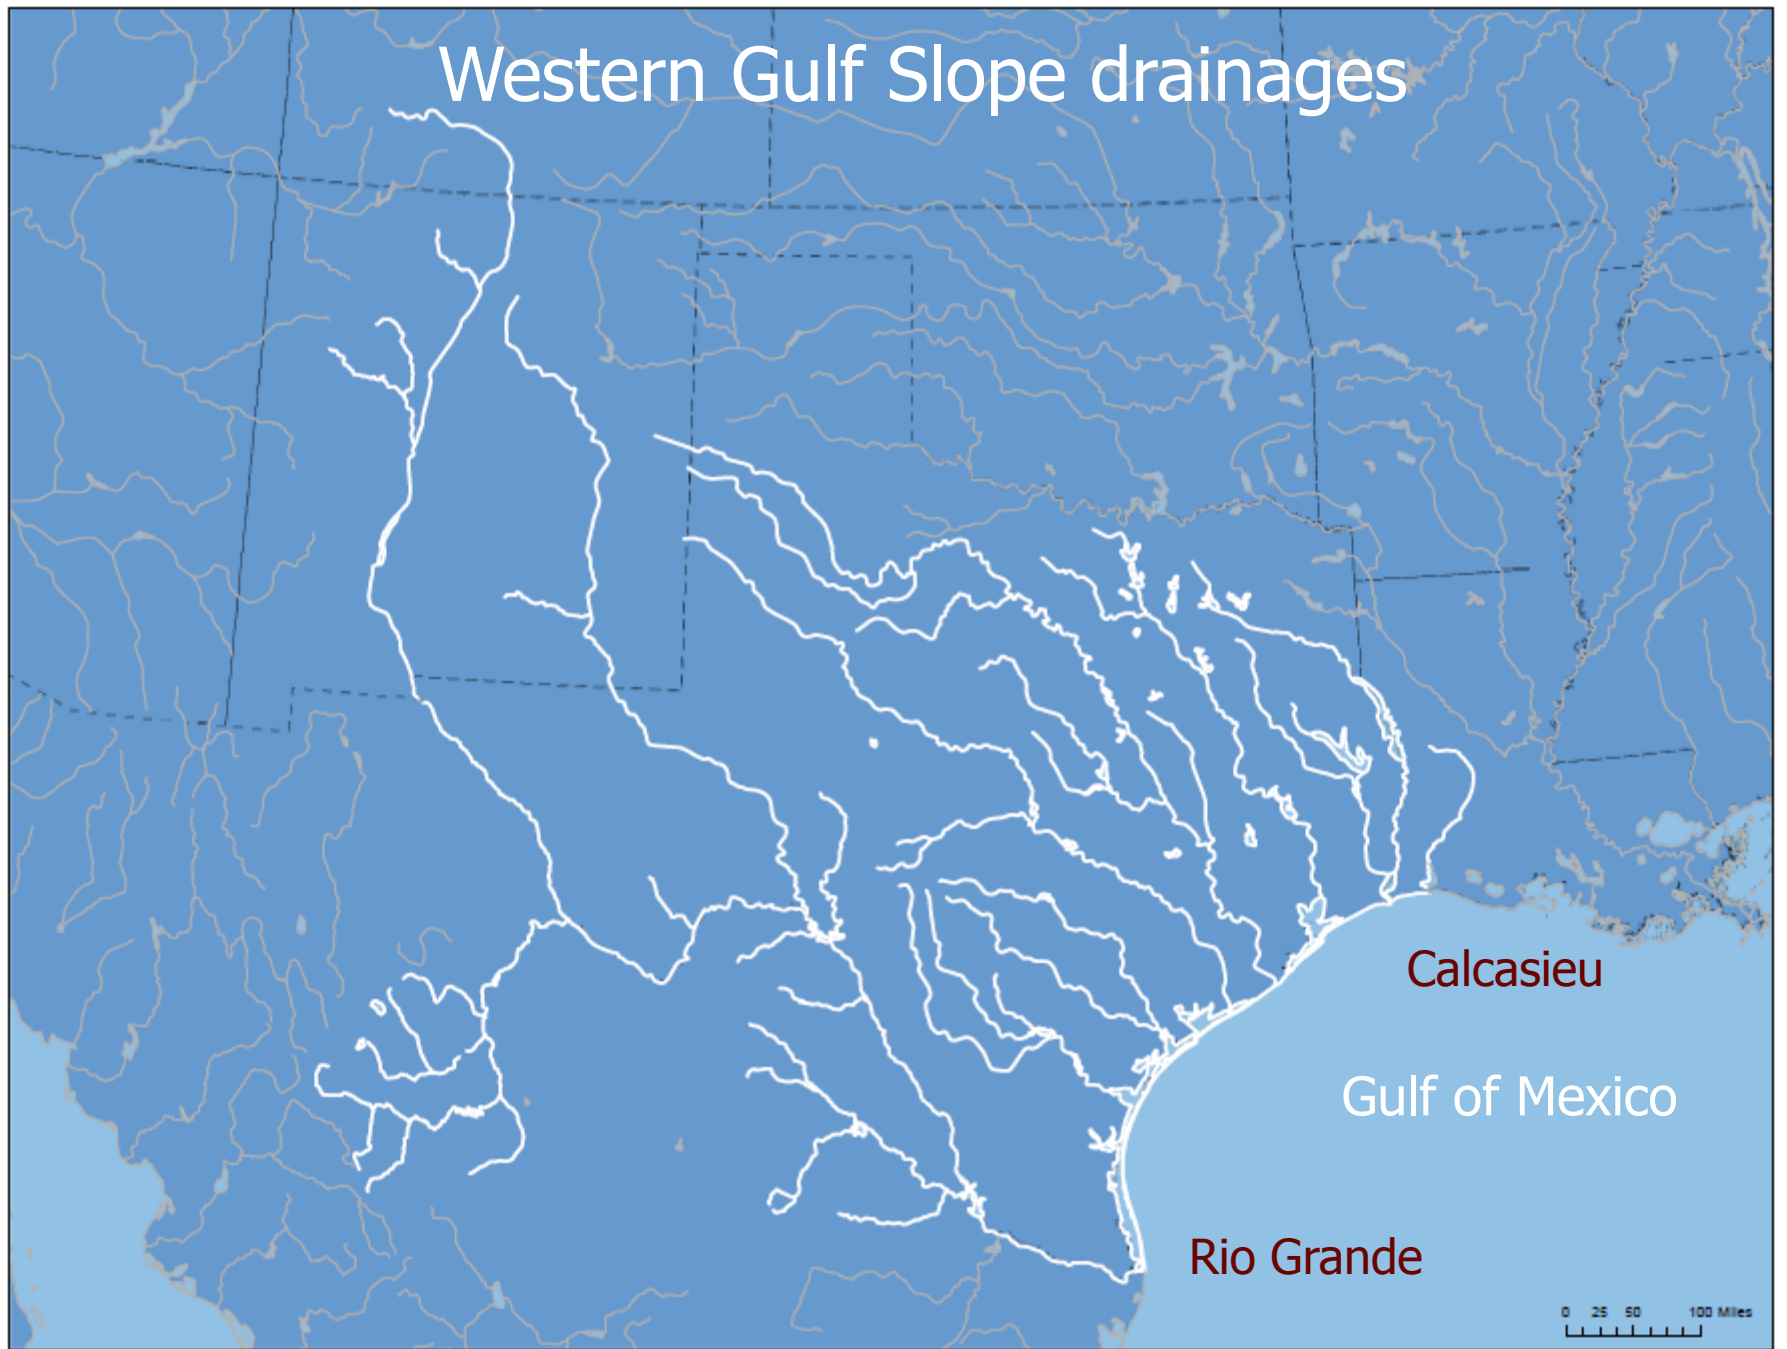 Western Gulf Slope drainages
Calcasieu
Gulf of Mexico
Rio Grande
0 25 50 100 Miles